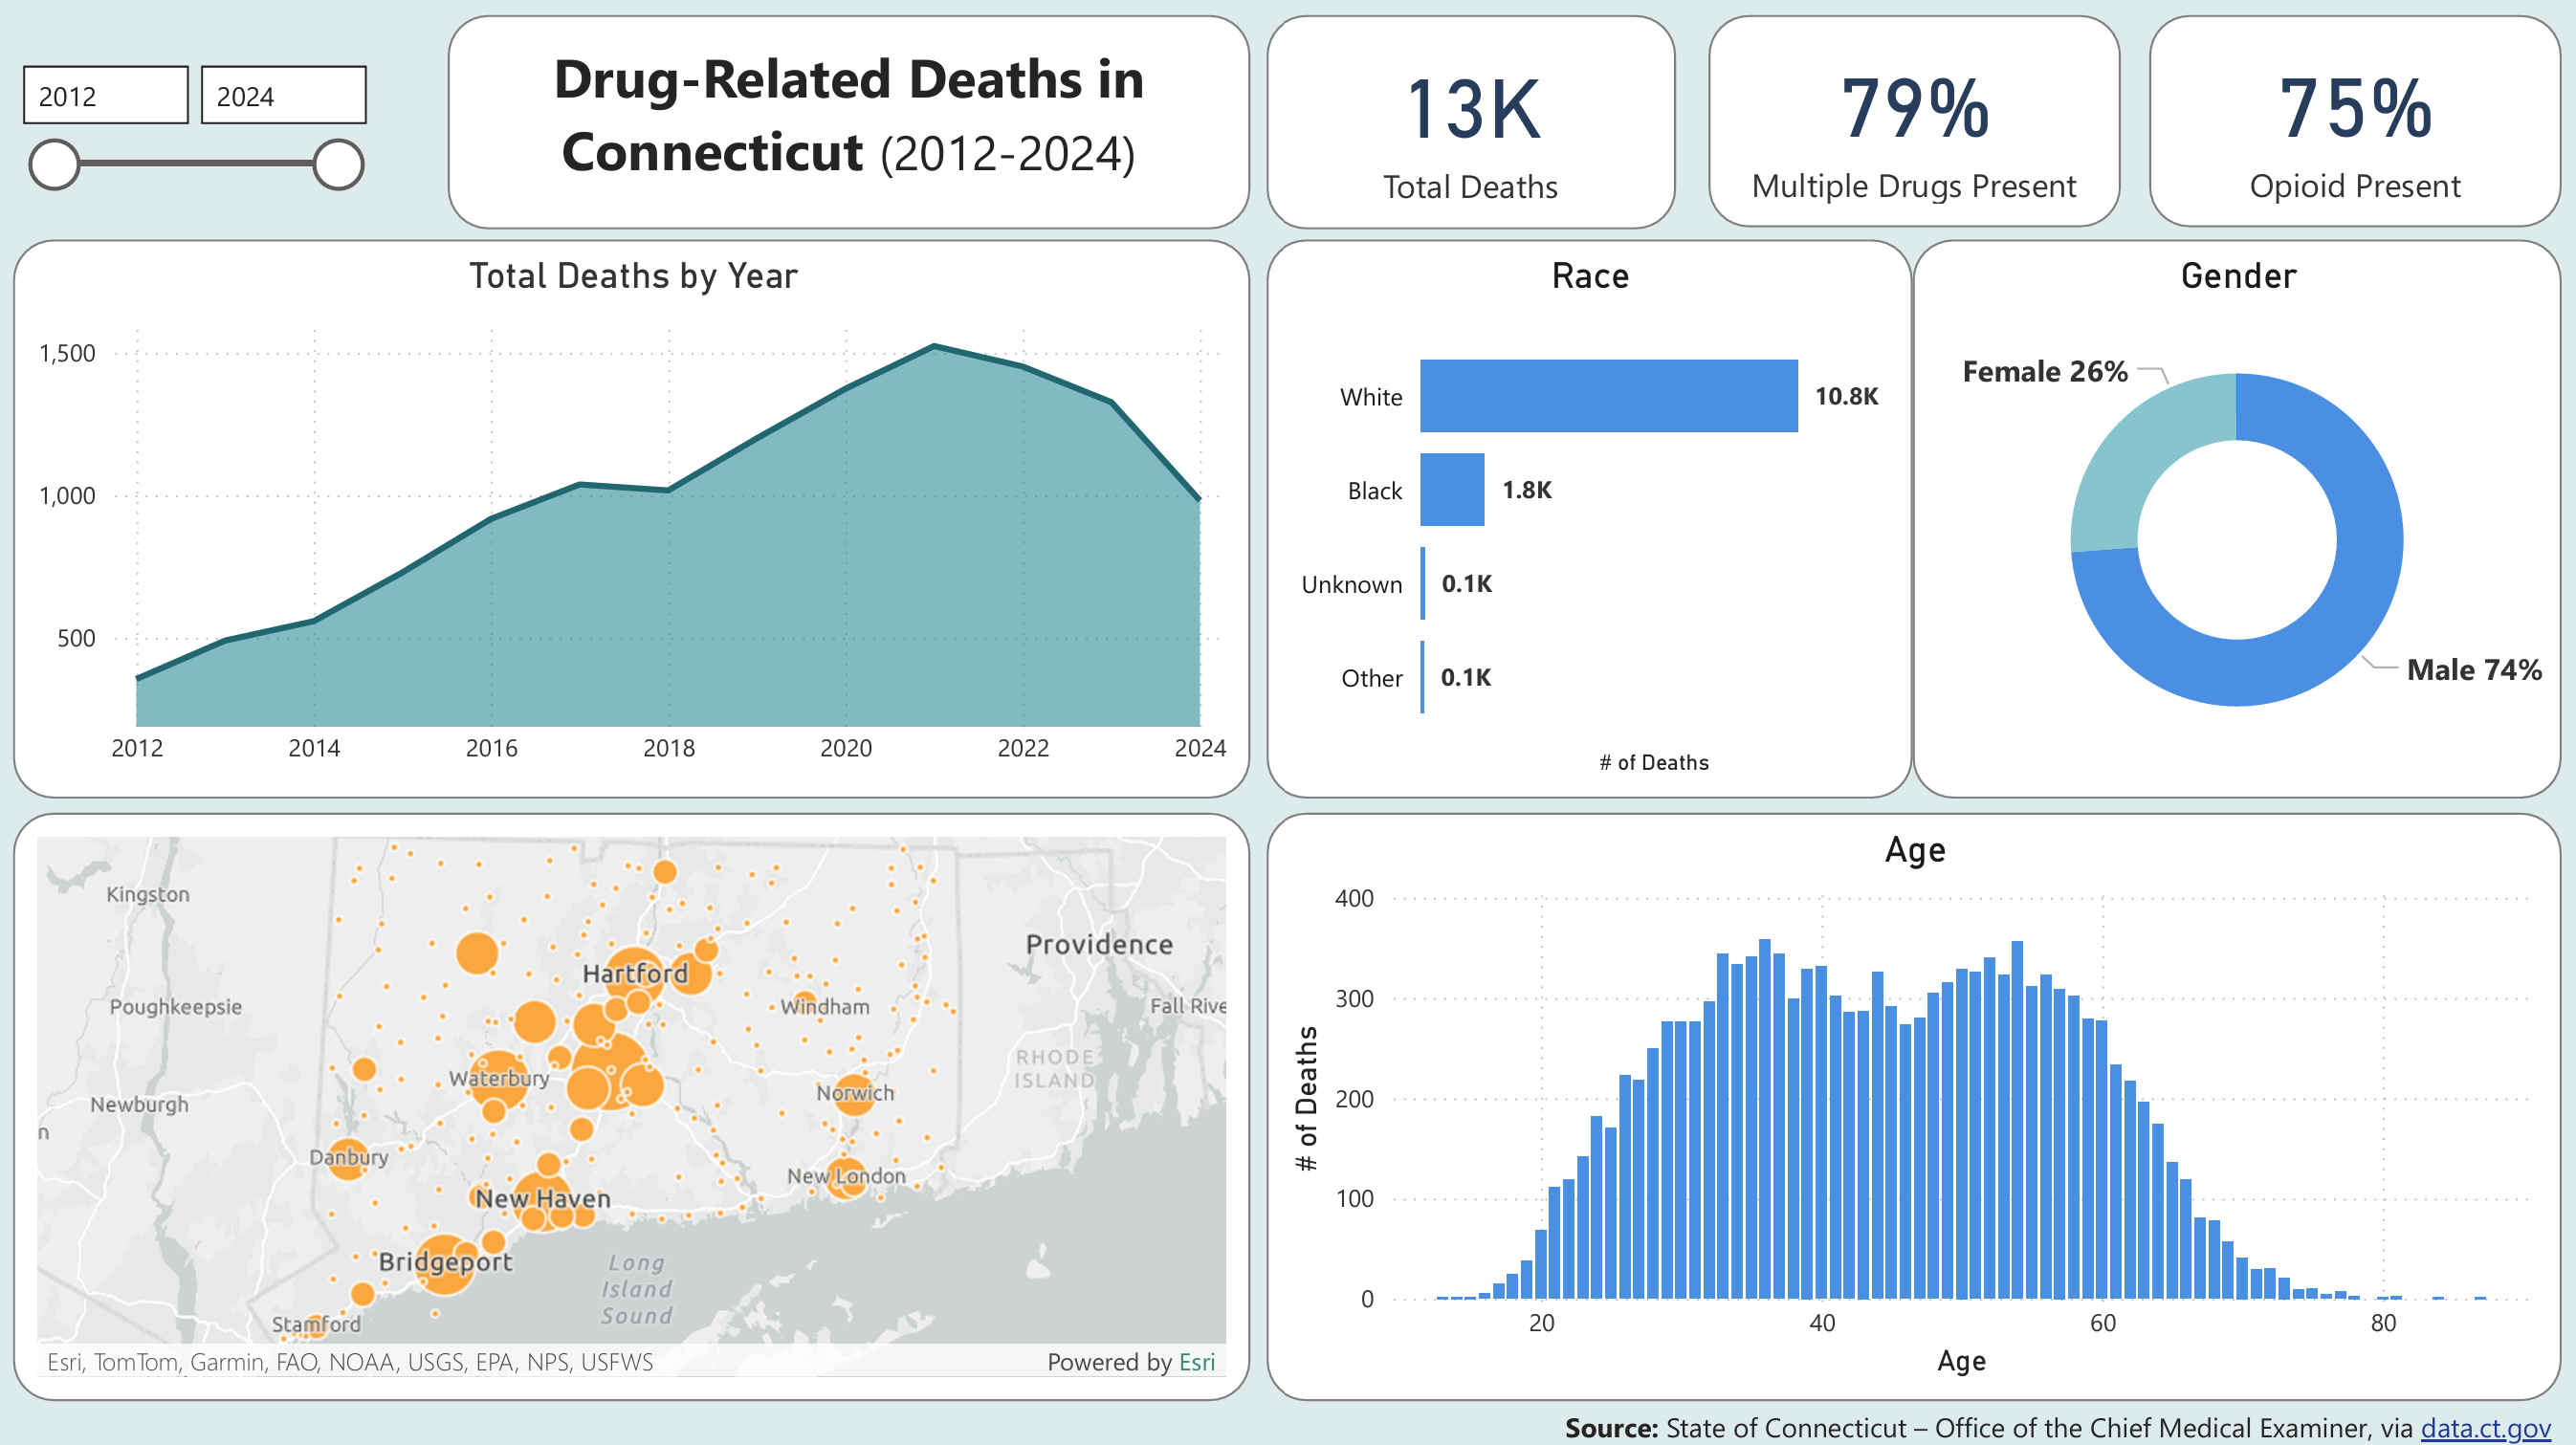 2012
2024
Drug-Related Deaths in
Connecticut (2012-2024)
13K
Total Deaths
79%
Multiple Drugs Present
75%
Opioid Present
Total Deaths by Year
1,500
1,000
500
2012 2014 2016 2018 2020 2022 2024
Race
White 10.8K
Black 1.8K
Unknown 0.1K
Other 0.1K
# of Deaths
Gender
Female 26%
Male 74%
Kingston
Providence
Hartford
Poughkeepsie
Windham
Fall Rive
RHODE
ISLAND
Waterbury
Norwich
Newburgh
n
Danbury
New London
New Haven
Bridgeport
Long
Island
Sound
Stamford
Esri, TomTom, Garmin, FAO, NOAA, USGS, EPA, NPS, USFWS
Powered by Esri
Age
# of Deaths
400
300
200
100
0
20 40 60 80
Age
Source: State of Connecticut – Office of the Chief Medical Examiner, via data.ct.gov